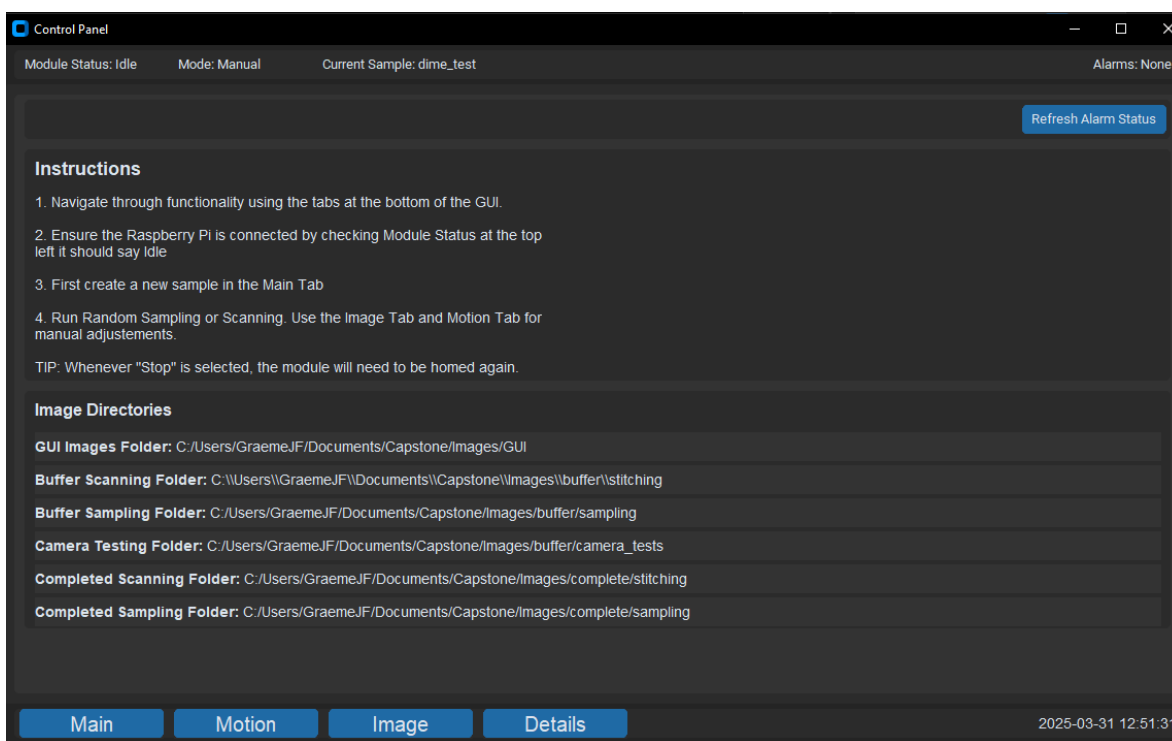 Control Panel
Module Status: Idle Mode: Manual Current Sample: dime_test Alarms: None
Refresh Alarm Status
Instructions
1. Navigate through functionality using the tabs at the bottom of the GUI.
2. Ensure the Raspberry Pi is connected by checking Module Status at the top
left it should say Idle
3. First create a new sample in the Main Tab
4. Run Random Sampling or Scanning. Use the Image Tab and Motion Tab for
manual adjustements.
TIP: Whenever "Stop" is selected, the module will need to be homed again.
Image Directories
GUI Images Folder: C:/Users/GraemeJF/Documents/Capstone/Images/GUI
Buffer Scanning Folder: C:\\Users\\GraemeJF\\Documents\\Capstone\\Images\\buffer\\stitching
Buffer Sampling Folder: C:/Users/GraemeJF/Documents/Capstone/Images/buffer/sampling
Camera Testing Folder: C:/Users/GraemeJF/Documents/Capstone/Images/buffer/camera_tests
Completed Scanning Folder: C:/Users/GraemeJF/Documents/Capstone/Images/complete/stitching
Completed Sampling Folder: C:/Users/GraemeJF/Documents/Capstone/Images/complete/sampling
Main Motion Image Details 2025-03-31 12:51:31